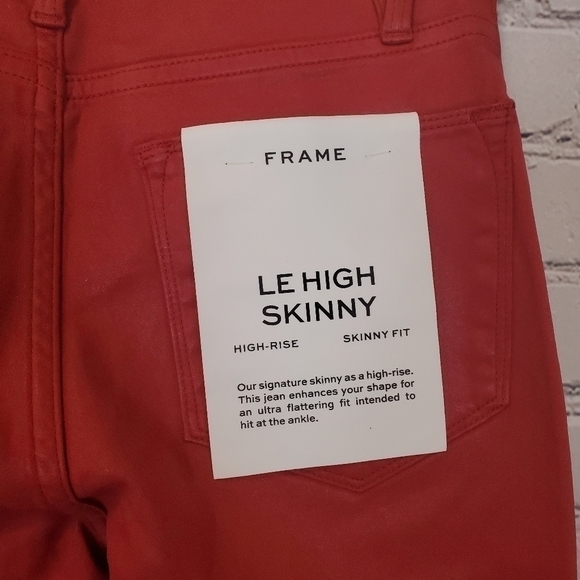 FRAME
LE HIGH
SKINNY
HIGH-RISE SKINNY FIT
Our signature skinny as a high-rise.
This jean enhances your shape for
an ultra flattering fit intended to
hit at the ankle.